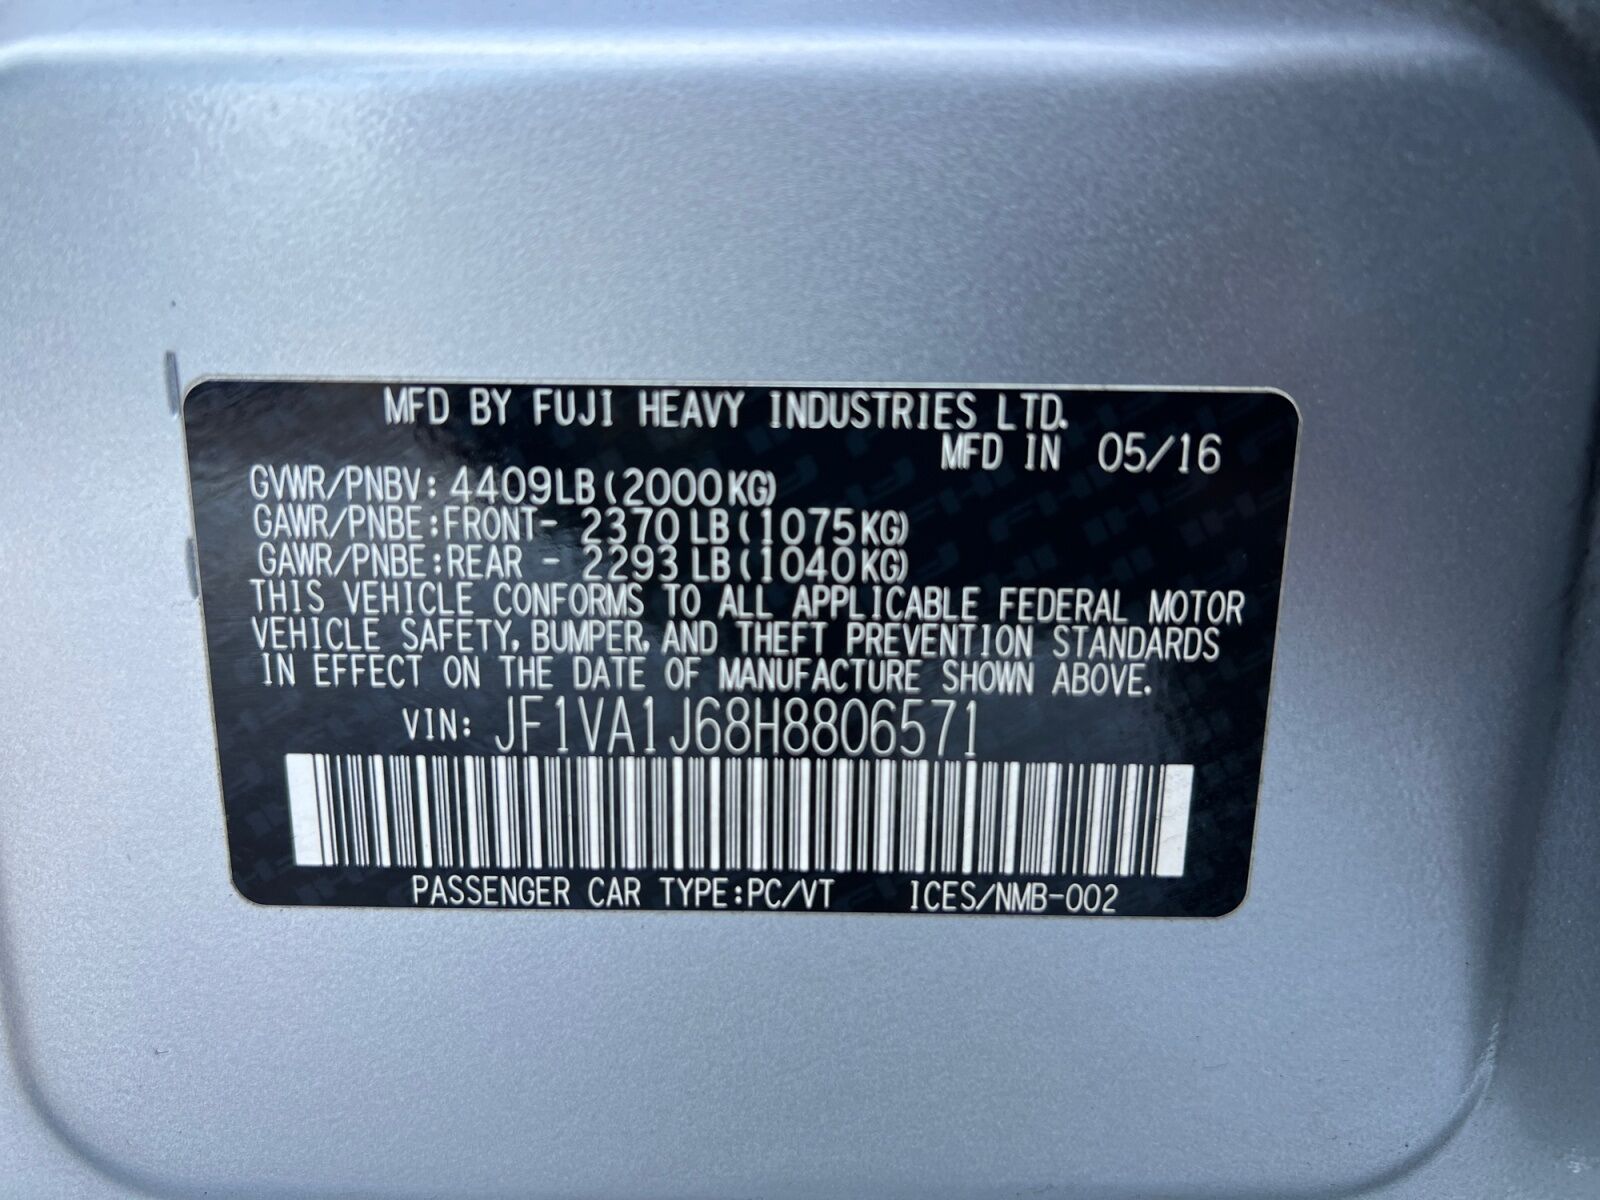 MFD BY FUJI HEAVY INDUSTRIES LTD.
MFD IN 05/16
GVWR/PNBV: 4409LB(2000KG)
GAWR/PNBE:FRONT- 2370LB(1075KG)
GAWR/PNBE:REAR - 2293LB(1040KG)
THIS VEHICLE CONFORMS TO ALL APPLICABLE FEDERAL MOTOR
VEHICLE SAFETY, BUMPER, AND THEFT PREVENTION STANDARDS
IN EFFECT ON THE DATE OF MANUFACTURE SHOWN ABOVE.
VIN: JF1VA1J68H8806571
PASSENGER CAR TYPE:PC/VT ICES/NMB-002